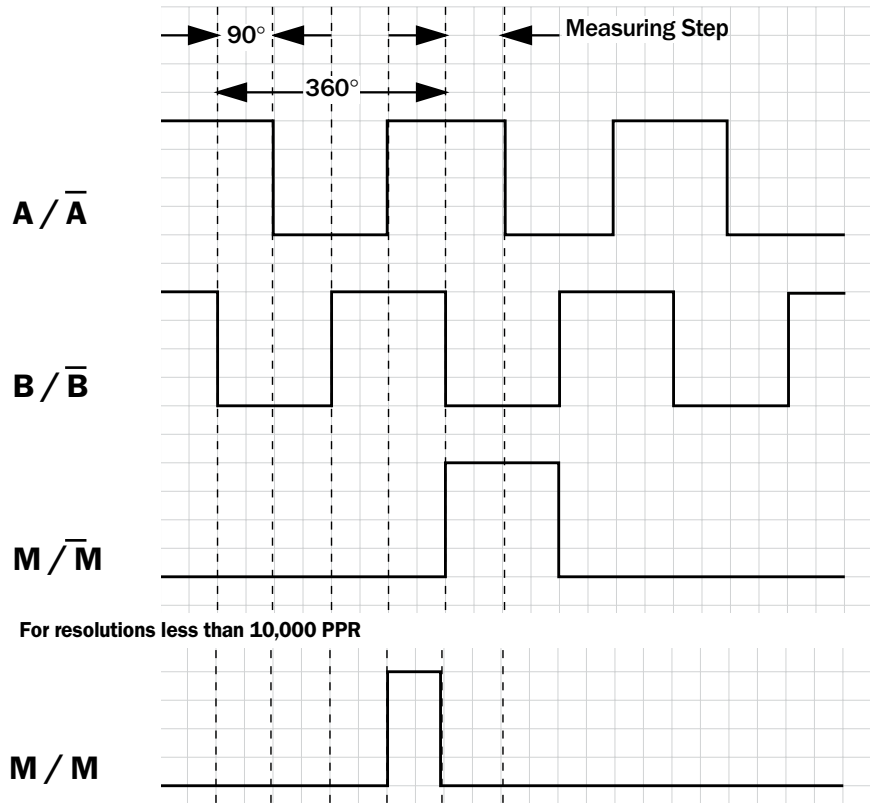 90°
Measuring Step
360°
A / A̅
B / B̅
M / M̅
For resolutions less than 10,000 PPR
M / M